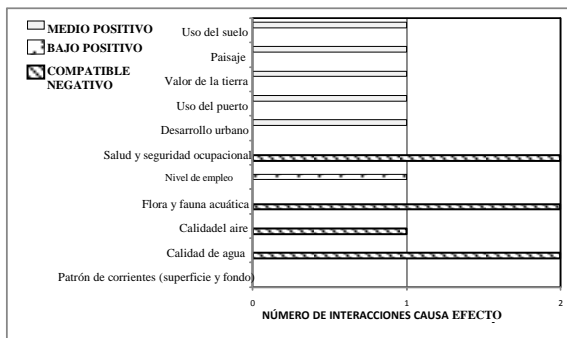 MEDIO POSITIVO
BAJO POSITIVO
COMPATIBLE
NEGATIVO
Uso del suelo
Paisaje
Valor de la tierra
Uso del puerto
Desarrollo urbano
Salud y seguridad ocupacional
Nivel de empleo
Flora y fauna acuática
Calidadel aire
Calidad de agua
Patrón de corrientes (superficie y fondo)
0 1 2
NÚMERO DE INTERACCIONES CAUSA EFECTO